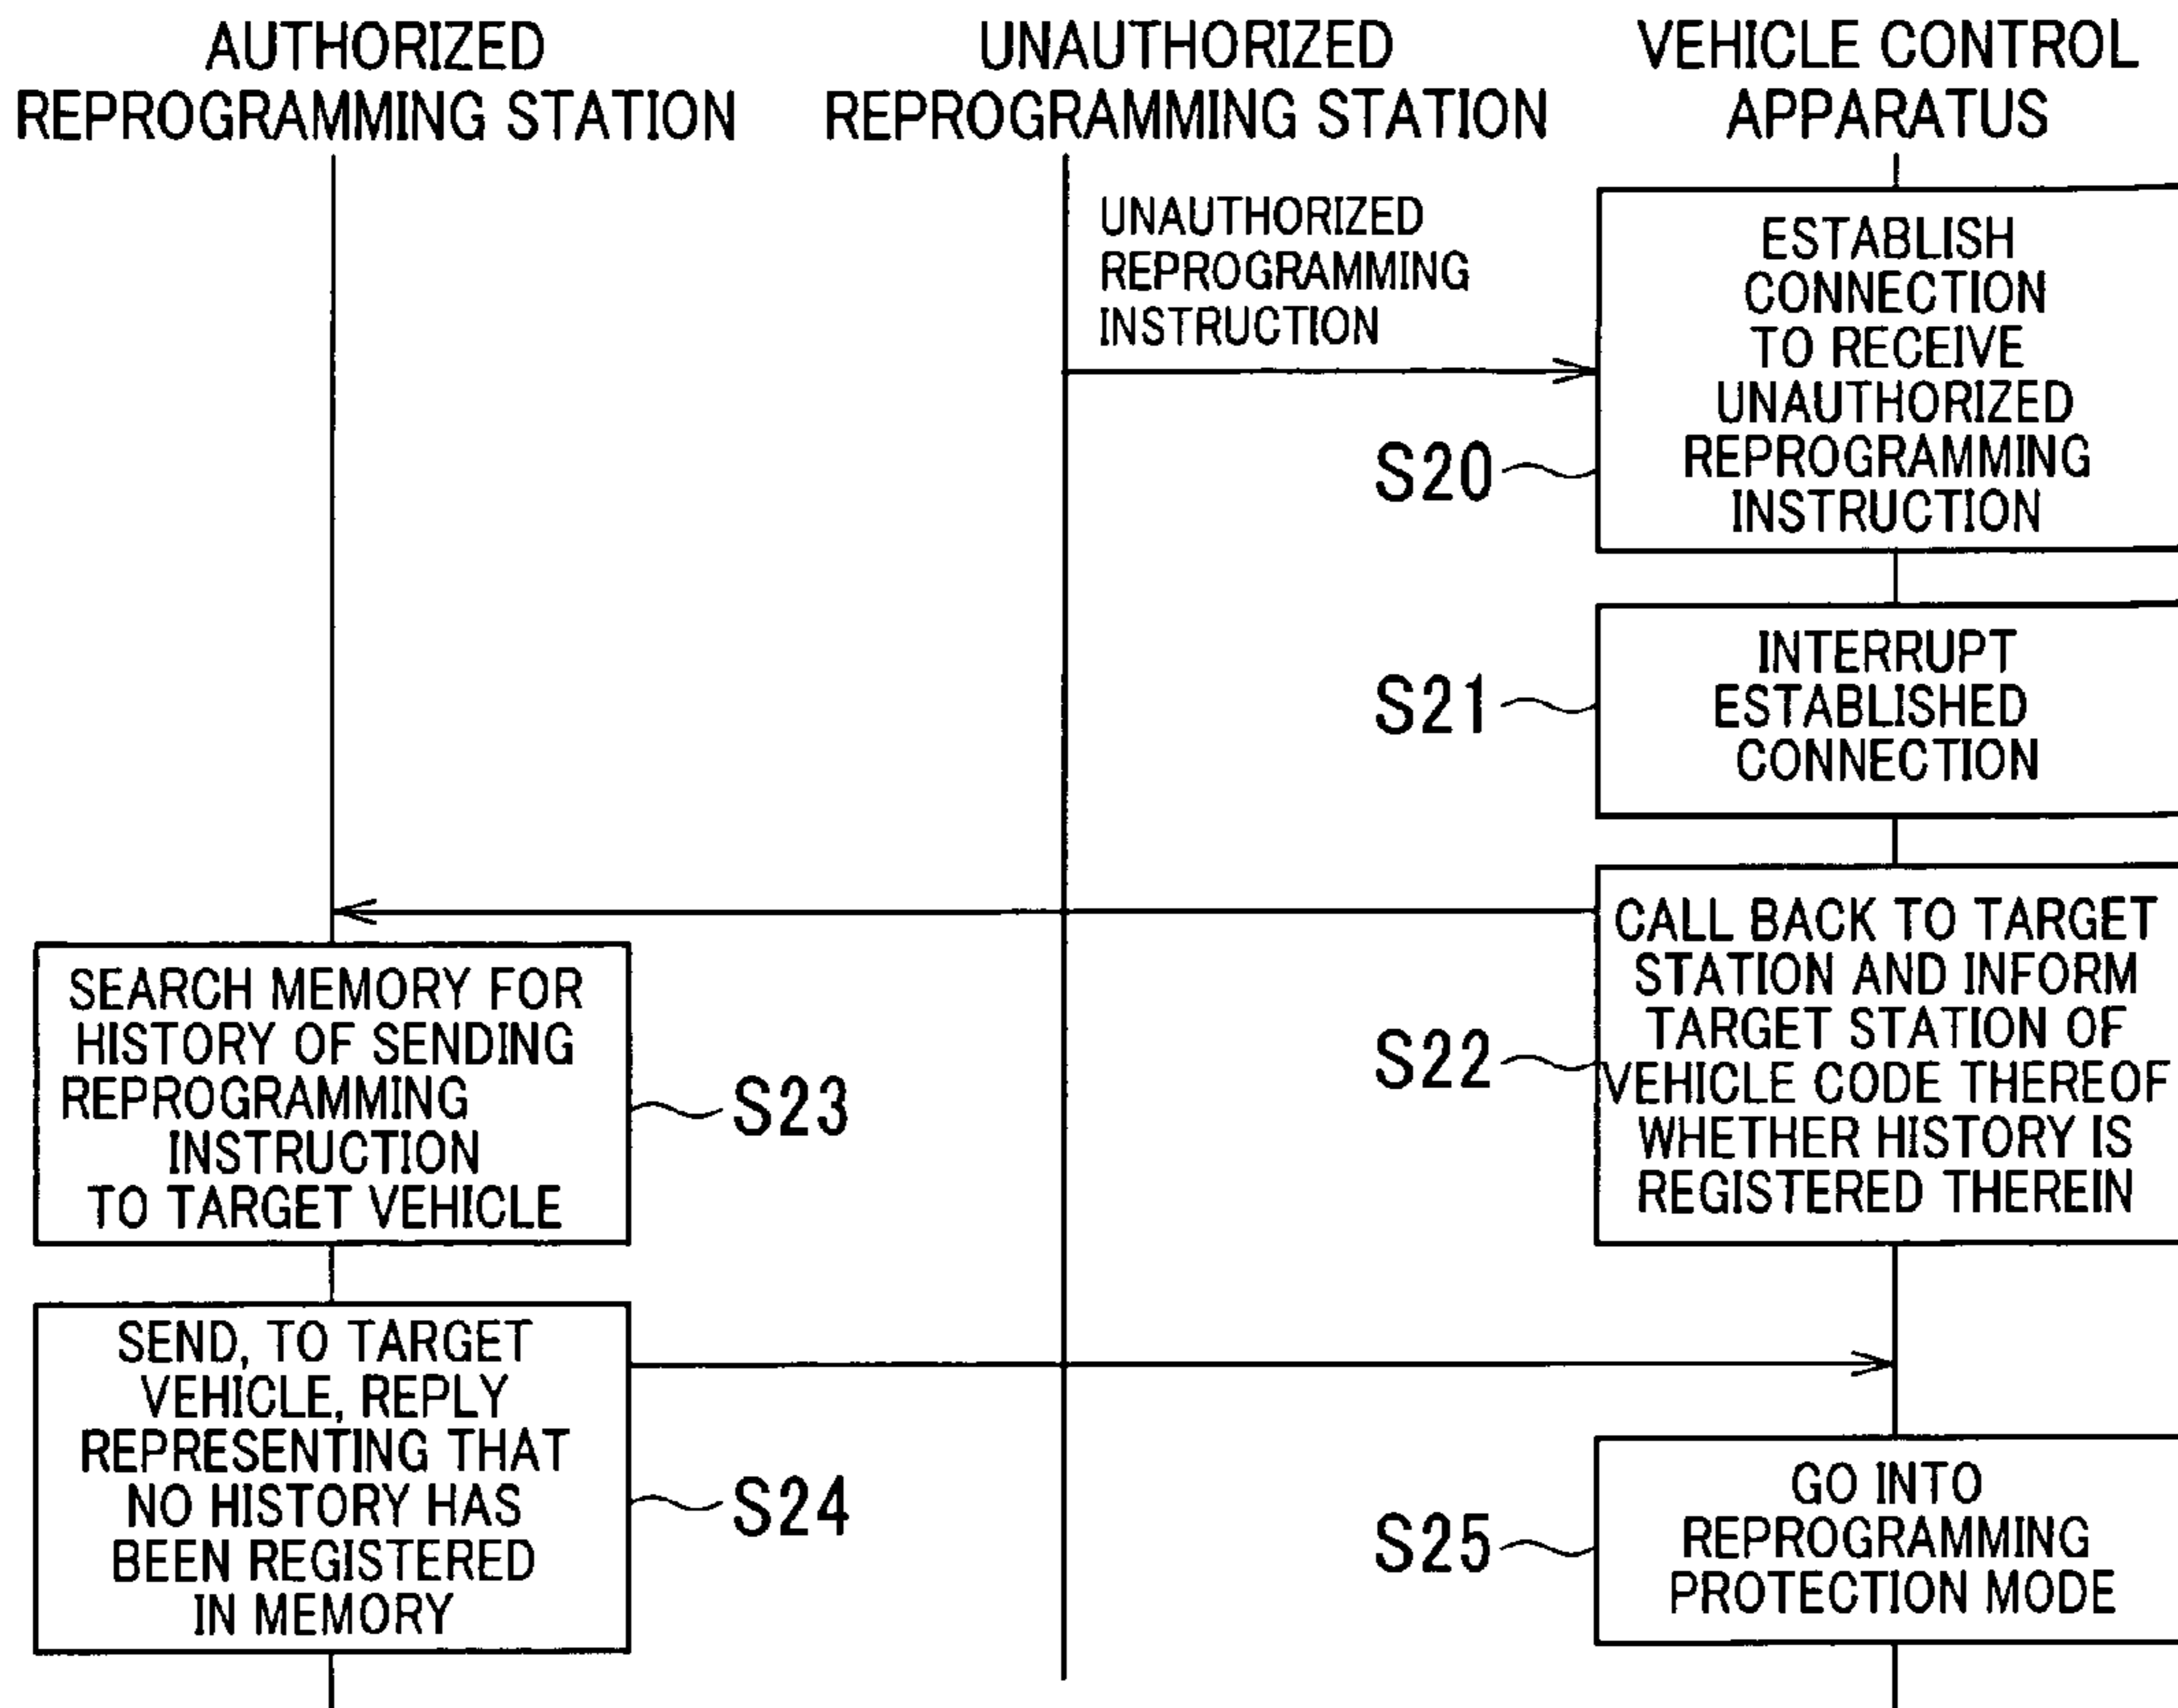 AUTHORIZED
REPROGRAMMING STATION
UNAUTHORIZED
REPROGRAMMING STATION
VEHICLE CONTROL
APPARATUS
UNAUTHORIZED
REPROGRAMMING
INSTRUCTION
ESTABLISH
CONNECTION
TO RECEIVE
UNAUTHORIZED
REPROGRAMMING
INSTRUCTION
S20
INTERRUPT
ESTABLISHED
CONNECTION
S21
CALL BACK TO TARGET
STATION AND INFORM
TARGET STATION OF
VEHICLE CODE THEREOF
WHETHER HISTORY IS
REGISTERED THEREIN
S22
SEARCH MEMORY FOR
HISTORY OF SENDING
REPROGRAMMING
INSTRUCTION
TO TARGET VEHICLE
S23
SEND, TO TARGET
VEHICLE, REPLY
REPRESENTING THAT
NO HISTORY HAS
BEEN REGISTERED
IN MEMORY
S24
GO INTO
REPROGRAMMING
PROTECTION MODE
S25